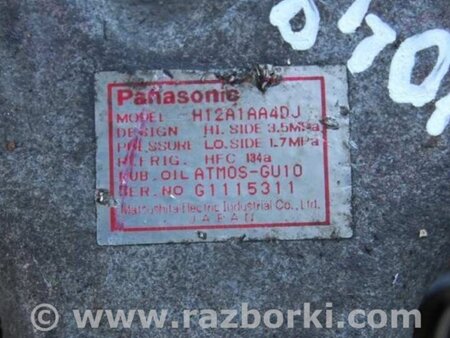 Panasonic
MODEL H12A1AA4DJ
DESIGN HI. SIDE 3.5MPa
PRESSURE LO. SIDE 1.7MPa
REFRIG. HFC 134a
LUB. OIL ATMOS-GU10
SER. NO G1115311
Matsushita Electric Industrial Co., Ltd.
JAPAN
© www.razborki.com